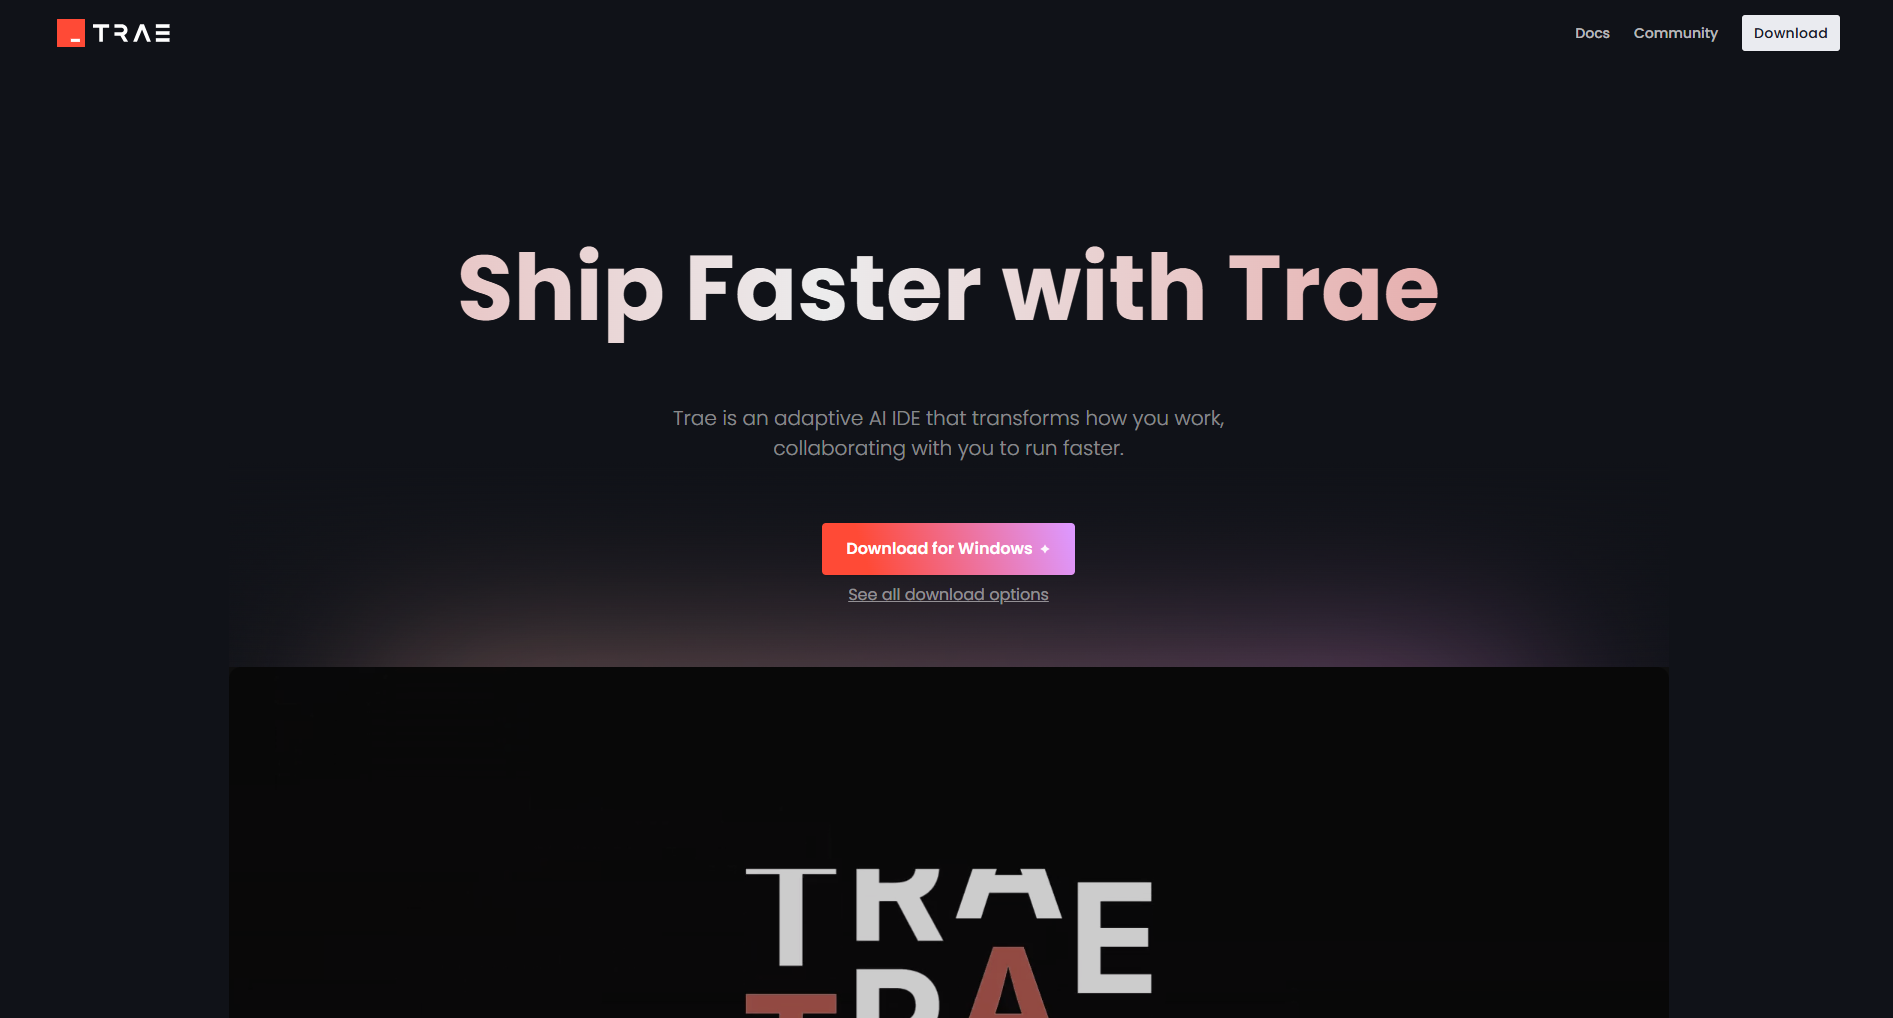 TRAE
Docs
Community
Download
Ship Faster with Trae
Trae is an adaptive AI IDE that transforms how you work,
collaborating with you to run faster.
Download for Windows
See all download options
TRAE